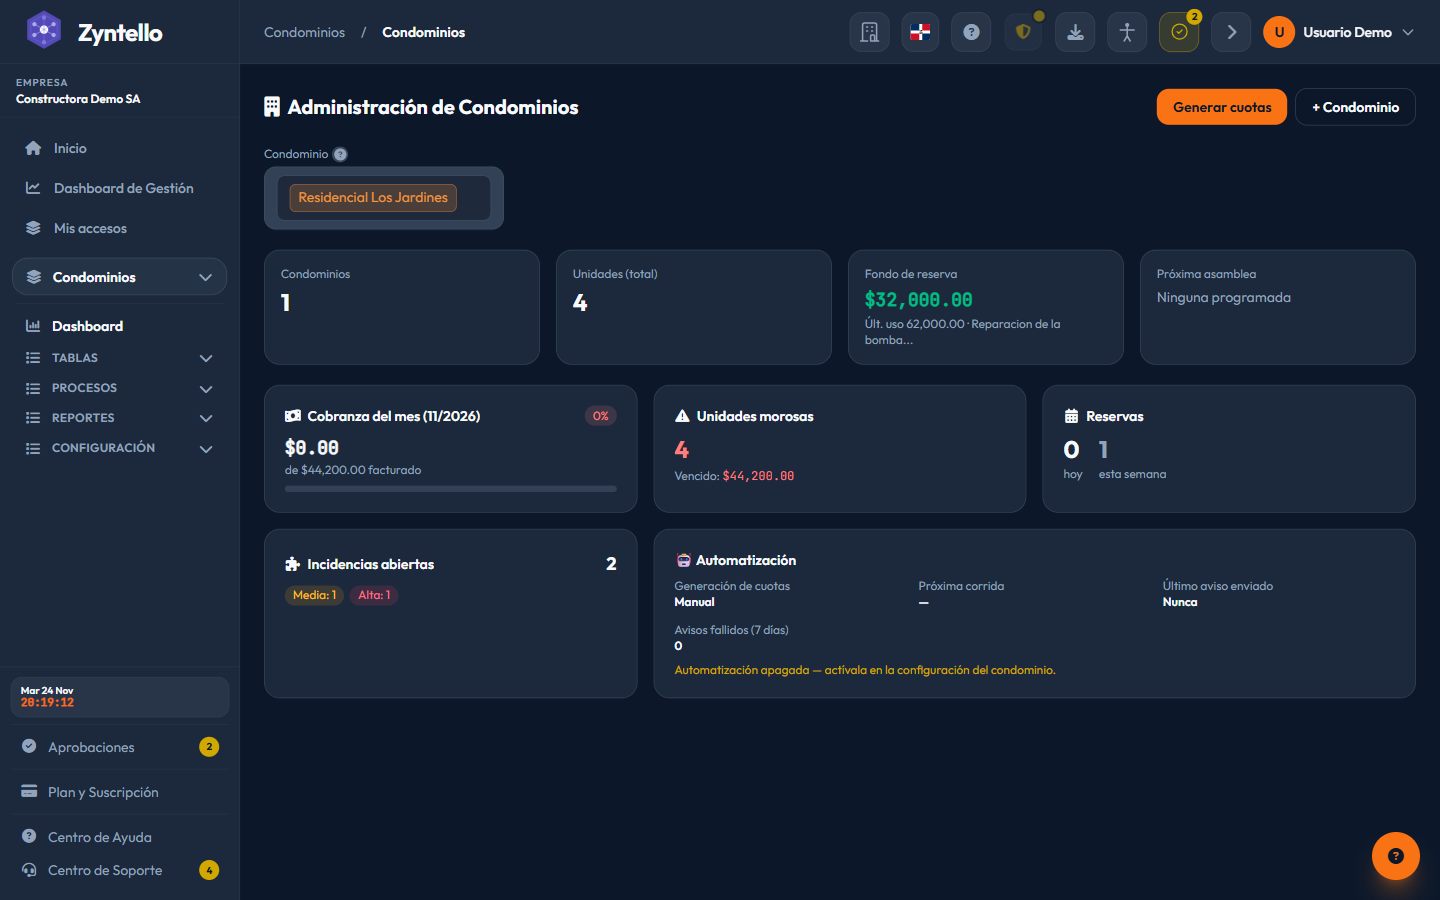 Zyntello
EMPRESA
Constructora Demo SA
Inicio
Dashboard de Gestión
Mis accesos
Condominios
Dashboard
TABLAS
PROCESOS
REPORTES
CONFIGURACIÓN
Mar 24 Nov
20:19:12
Aprobaciones 2
Plan y Suscripción
Centro de Ayuda
Centro de Soporte 4
Condominios / Condominios
2
U Usuario Demo
Administración de Condominios
Generar cuotas
+ Condominio
Condominio ?
Residencial Los Jardines
Condominios
1
Unidades (total)
4
Fondo de reserva
$32,000.00
Últ. uso 62,000.00 · Reparacion de la
bomba...
Próxima asamblea
Ninguna programada
Cobranza del mes (11/2026) 0%
$0.00
de $44,200.00 facturado
Unidades morosas
4
Vencido: $44,200.00
Reservas
0 1
hoy esta semana
Incidencias abiertas 2
Media: 1 Alta: 1
Automatización
Generación de cuotas
Manual
Próxima corrida
—
Último aviso enviado
Nunca
Avisos fallidos (7 días)
0
Automatización apagada — actívala en la configuración del condominio.
?